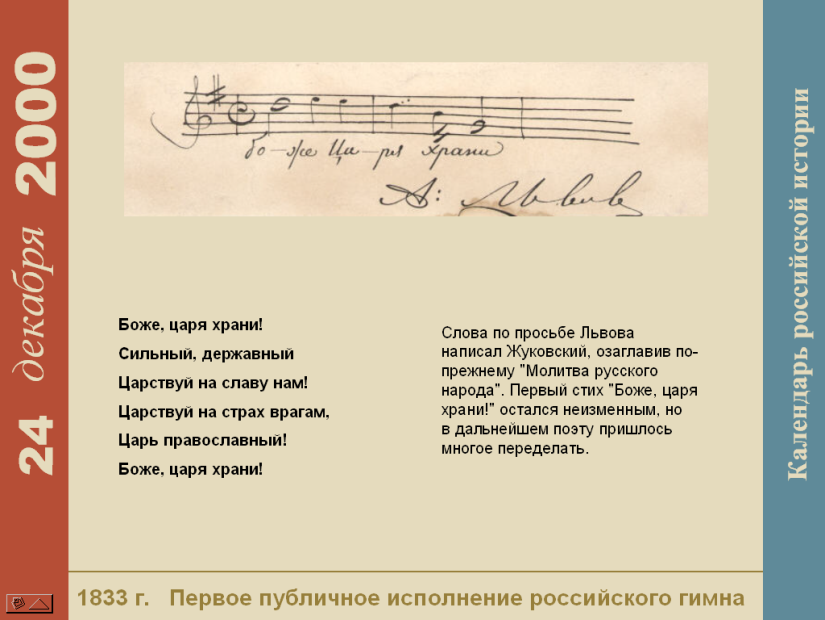 24 декабря 2000
бо-же Ца-ря храни
А: Львов
Боже, царя храни!
Сильный, державный
Царствуй на славу нам!
Царствуй на страх врагам,
Царь православный!
Боже, царя храни!
Слова по просьбе Львова
написал Жуковский, озаглавив по-
прежнему "Молитва русского
народа". Первый стих "Боже, царя
храни!" остался неизменным, но
в дальнейшем поэту пришлось
многое переделать.
Календарь российской истории
1833 г. Первое публичное исполнение российского гимна